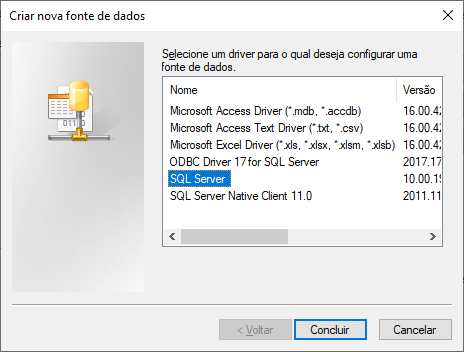 Criar nova fonte de dados
Selecione um driver para o qual deseja configurar uma
fonte de dados.
Nome Versão
Microsoft Access Driver (*.mdb, *.accdb) 16.00.42
Microsoft Access Text Driver (*.txt, *.csv) 16.00.42
Microsoft Excel Driver (*.xls, *.xlsx, *.xlsm, *.xlsb) 16.00.42
ODBC Driver 17 for SQL Server 2017.17
SQL Server 10.00.19
SQL Server Native Client 11.0 2011.11
< Voltar Concluir Cancelar